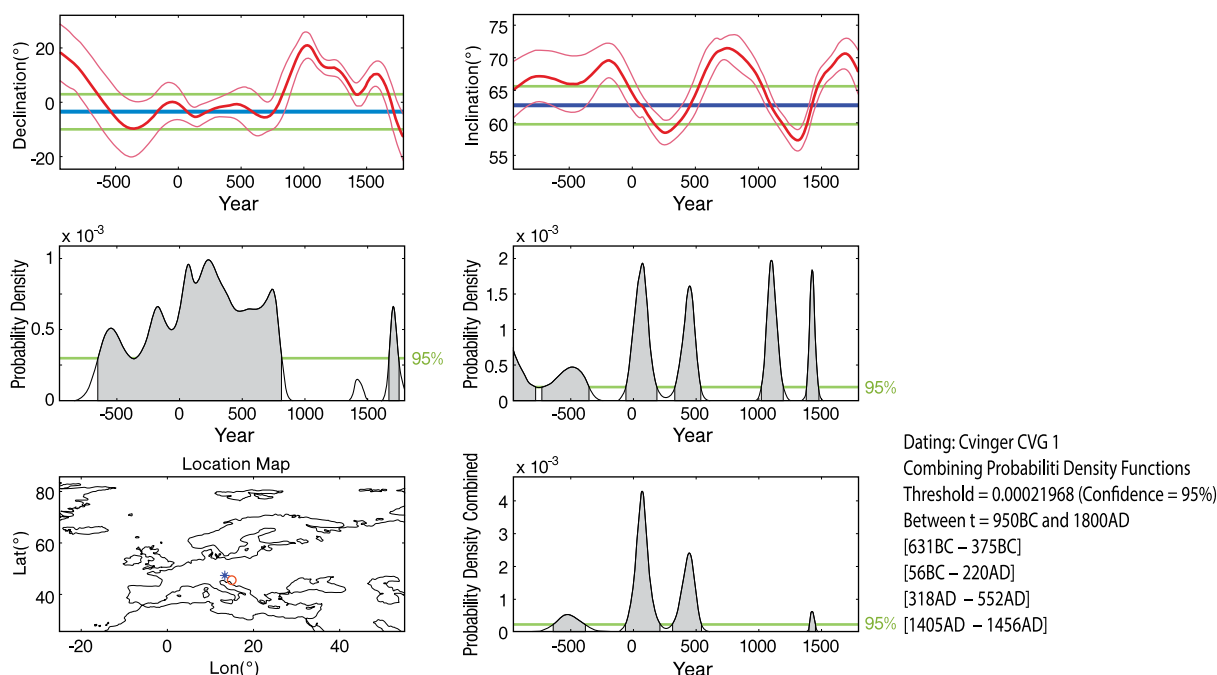 Declination(°)
20
0
-20
-500
0
500
1000
1500
Year
Inclination(°)
75
70
65
60
55
-500
0
500
1000
1500
Year
x 10-3
Probability Density
1
0.5
0
95%
-500
0
500
1000
1500
Year
x 10-3
Probability Density
2
1.5
1
0.5
0
95%
-500
0
500
1000
1500
Year
Location Map
Lat(°)
80
60
40
-20
0
20
40
Lon(°)
x 10-3
Probability Density Combined
4
3
2
1
0
95%
-500
0
500
1000
1500
Year
Dating: Cvinger CVG 1
Combining Probabiliti Density Functions
Threshold = 0.00021968 (Confidence = 95%)
Between t = 950BC and 1800AD
[631BC – 375BC]
[56BC – 220AD]
[318AD – 552AD]
[1405AD – 1456AD]